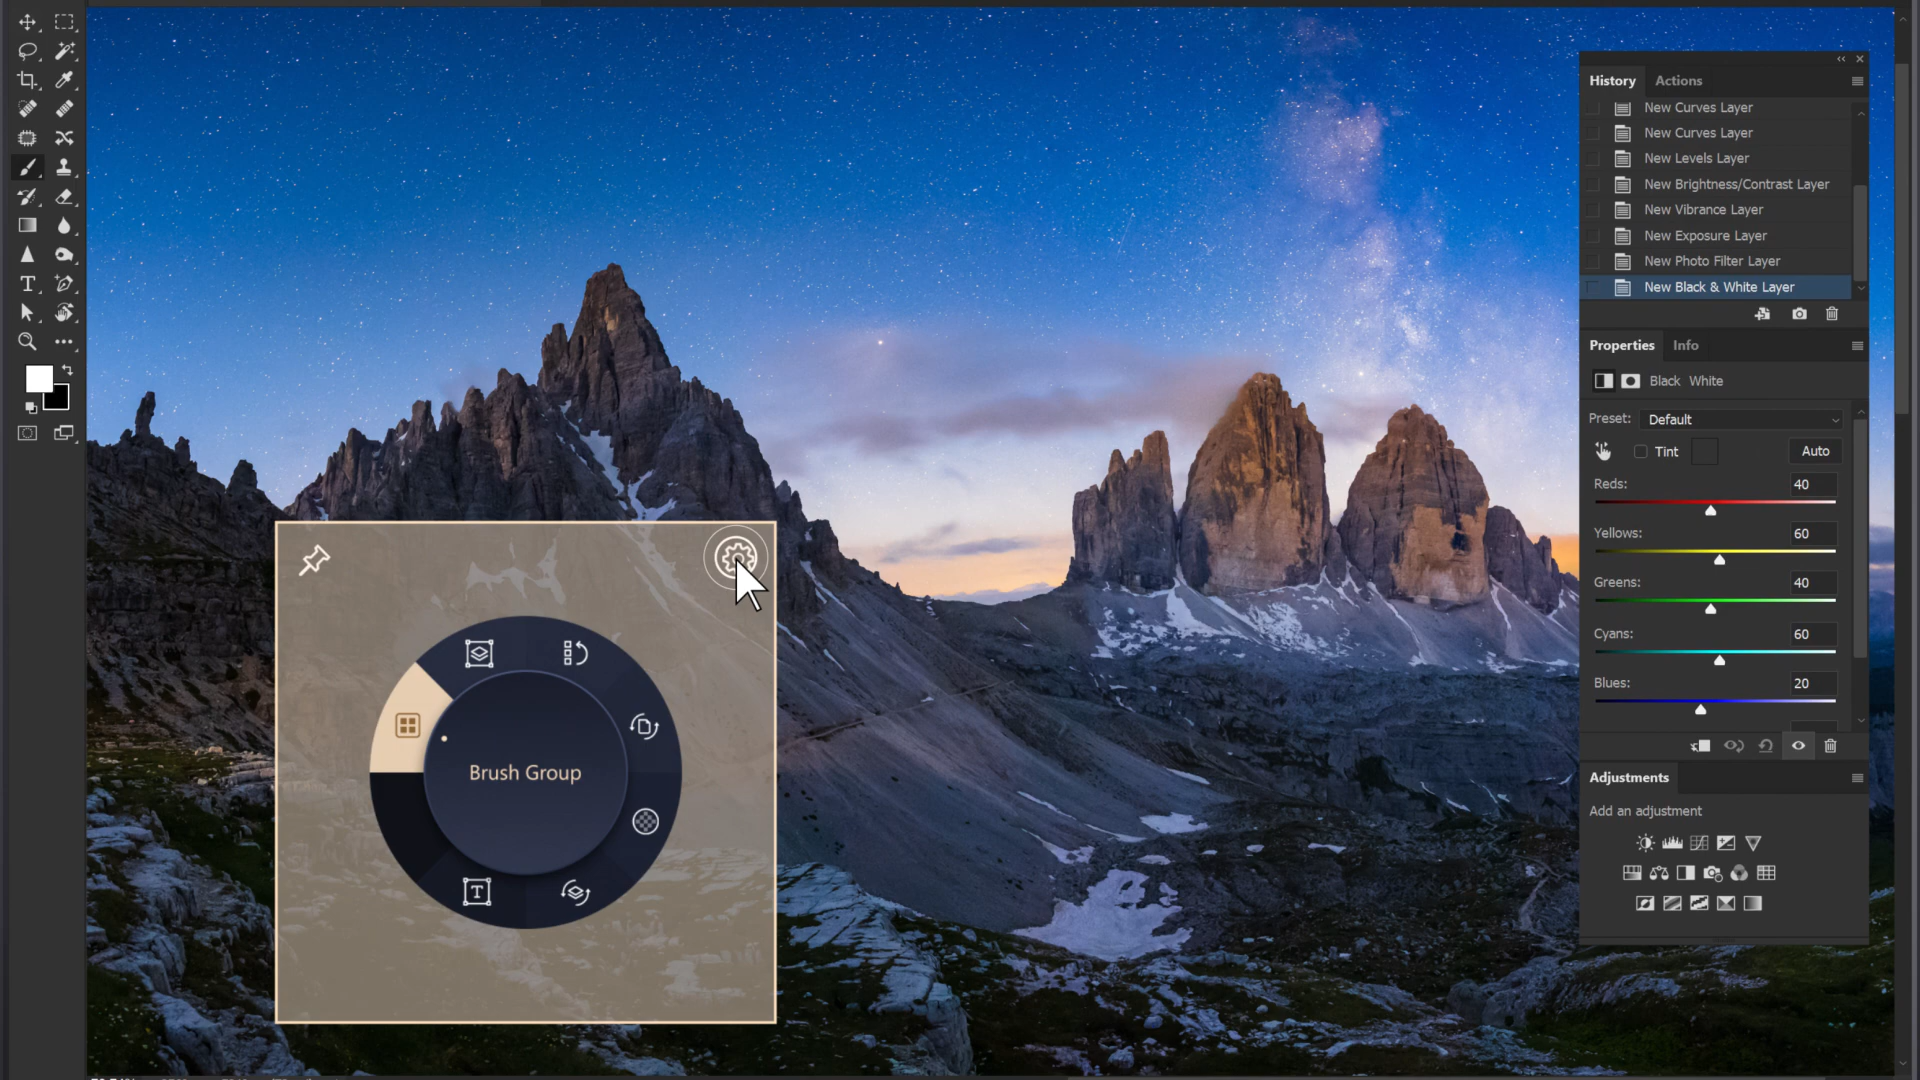 History Actions
New Curves Layer
New Curves Layer
New Levels Layer
New Brightness/Contrast Layer
New Vibrance Layer
New Exposure Layer
New Photo Filter Layer
New Black & White Layer
Properties Info
Black White
Preset: Default
Tint Auto
Reds: 40
Yellows: 60
Greens: 40
Cyans: 60
Blues: 20
Adjustments
Add an adjustment
Brush Group
T
T